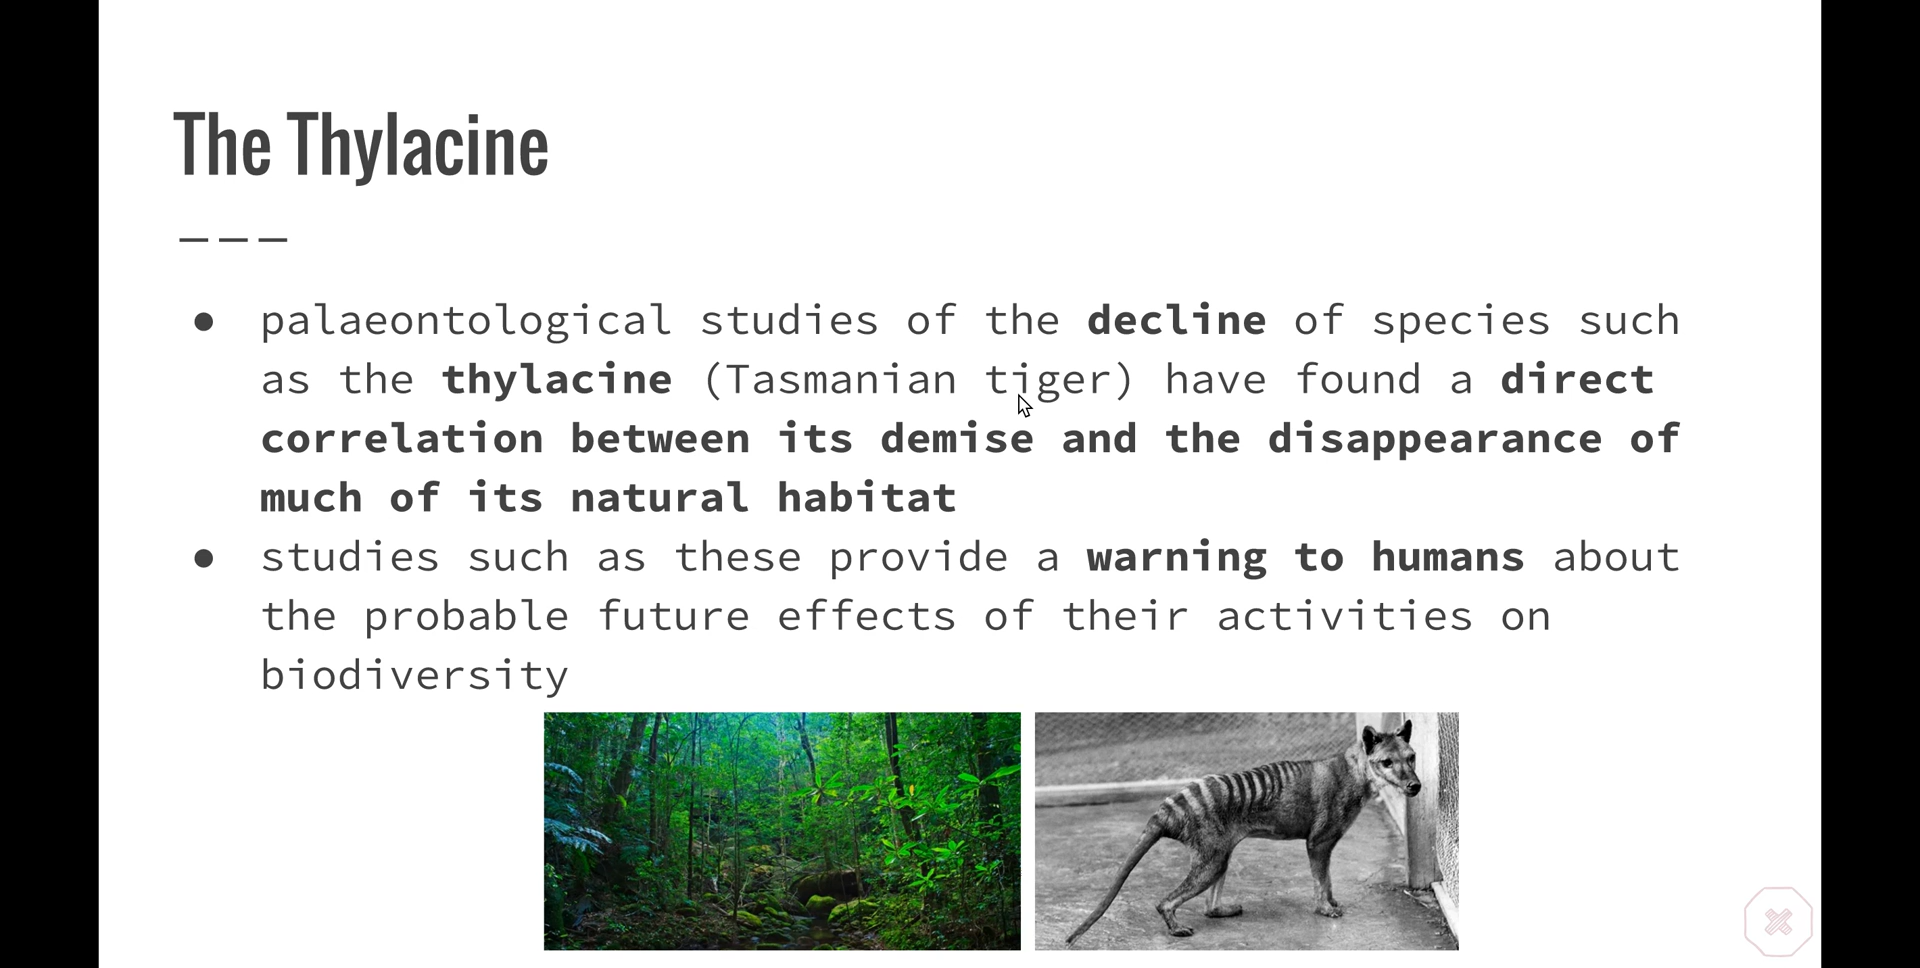 The Thylacine
● palaeontological studies of the decline of species such
as the thylacine (Tasmanian tiger) have found a direct
correlation between its demise and the disappearance of
much of its natural habitat
● studies such as these provide a warning to humans about
the probable future effects of their activities on
biodiversity